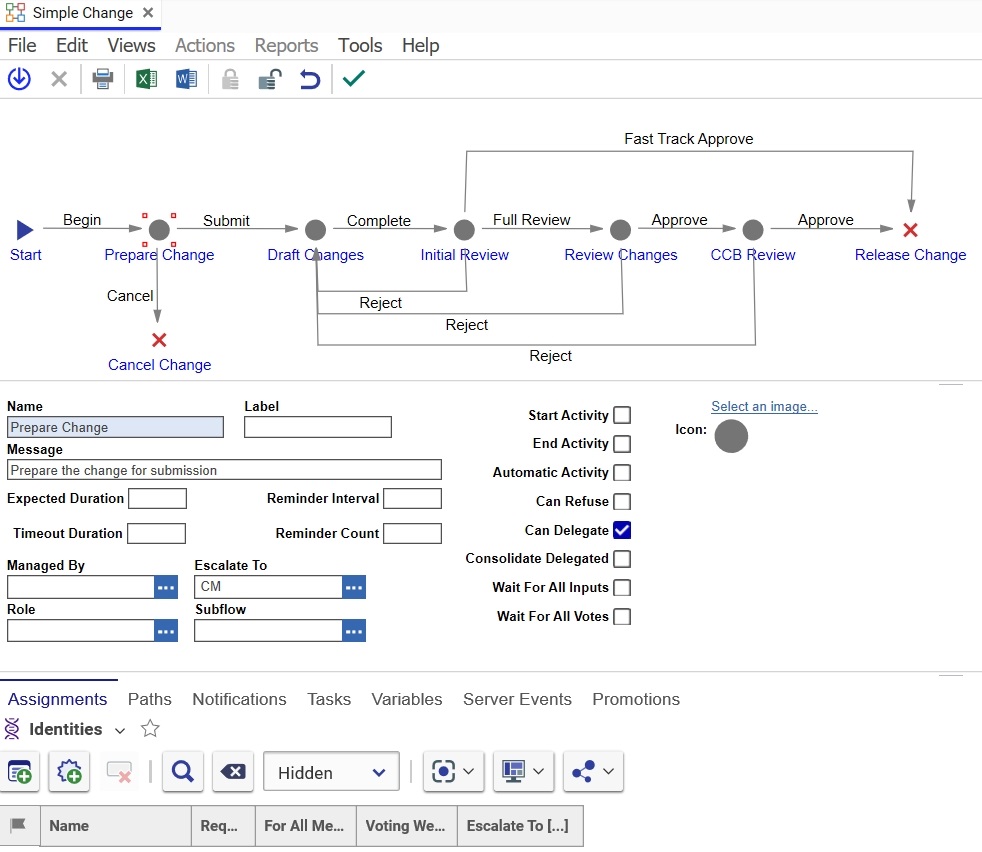 Simple Change
File Edit Views Actions Reports Tools Help
Fast Track Approve
Begin Submit Complete Full Review Approve Approve
Start Prepare Change Draft Changes Initial Review Review Changes CCB Review Release Change
Cancel
Reject
Reject
Reject
Cancel Change
Name Label
Prepare Change
Message
Prepare the change for submission
Expected Duration Reminder Interval
Timeout Duration Reminder Count
Managed By Escalate To
CM
Role Subflow
Start Activity
End Activity
Automatic Activity
Can Refuse
Can Delegate
Consolidate Delegated
Wait For All Inputs
Wait For All Votes
Select an image...
Icon:
Assignments Paths Notifications Tasks Variables Server Events Promotions
Identities
Hidden
Name Req... For All Me... Voting We... Escalate To [...]